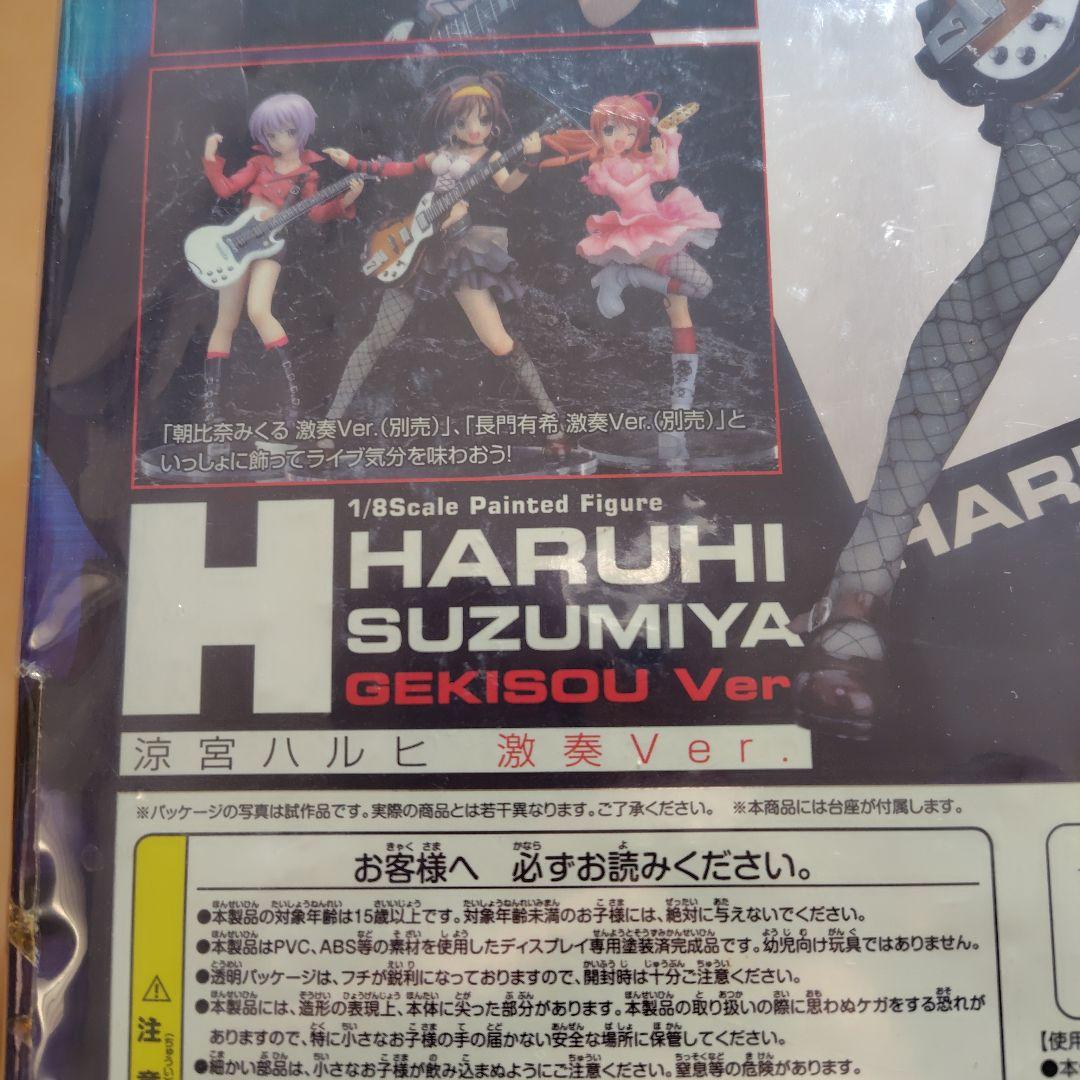 「朝比奈みくる 激奏Ver.(別売)」、「長門有希 激奏Ver.(別売)」と
いっしょに飾ってライブ気分を味わおう!
H
1/8Scale Painted Figure
HARUHI
SUZUMIYA
GEKISOU Ver
涼宮ハルヒ 激奏Ver.
HAR
※パッケージの写真は試作品です。実際の商品とは若干異なります。ご了承ください。 ※本商品には台座が付属します。
お客様へ 必ずお読みください。
●本製品の対象年齢は15歳以上です。対象年齢未満のお子様には、絶対に与えないでください。
●本製品はPVC、ABS等の素材を使用したディスプレイ専用塗装済完成品です。幼児向け玩具ではありません。
●透明パッケージは、フチが鋭利になっておりますので、開封時は十分ご注意ください。
●本製品には、造形の表現上、本体に尖った部分があります。本製品の取り扱いの際に思わぬケガをする恐れが
ありますので、特に小さなお子様の手の届かない安全な場所に保管してください。
●細かい部品は、小さなお子様が飲み込まぬようにご注意ください。窒息等の危険があります。
注意
【使用
●本